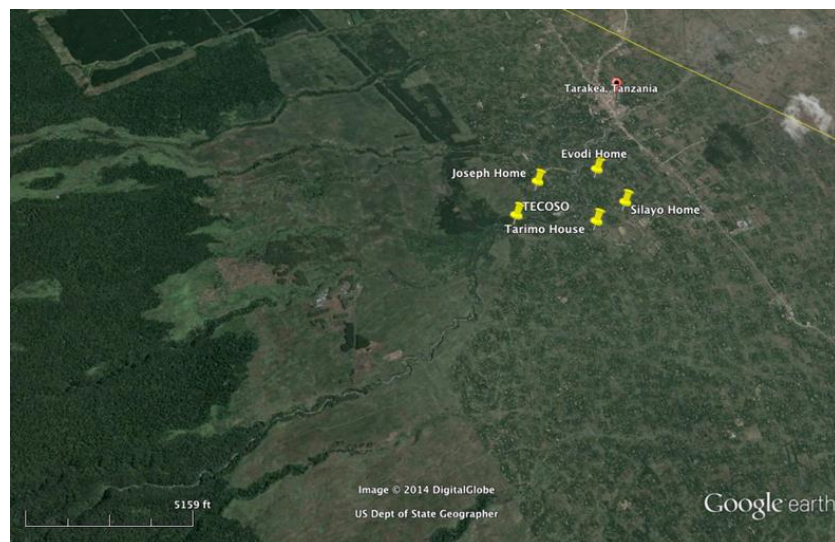 Tarakea, Tanzania
Evodi Home
Joseph Home
TECOSO
Silayo Home
Tarimo House
5159 ft
Image © 2014 DigitalGlobe
US Dept of State Geographer
Google earth